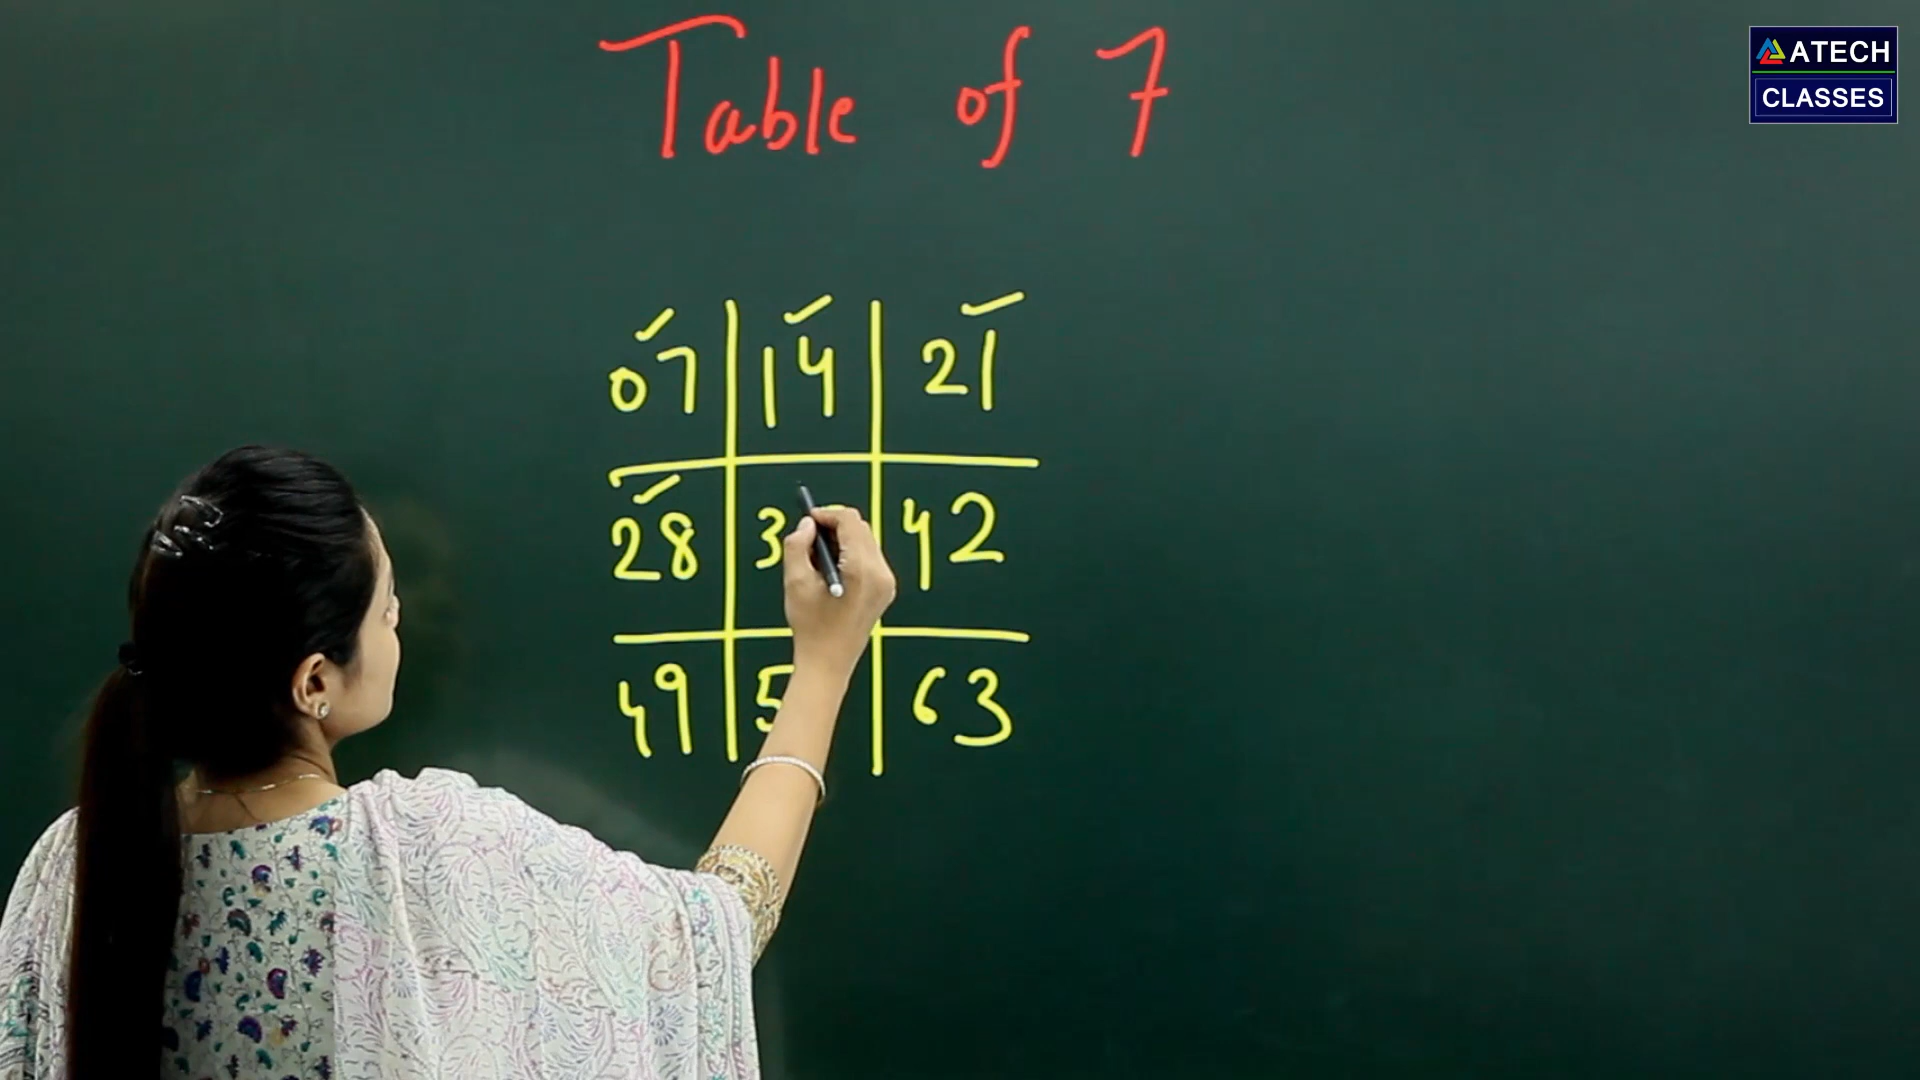 Table of 7
ATECH
CLASSES
07 14 21
28 3 42
49 5 63